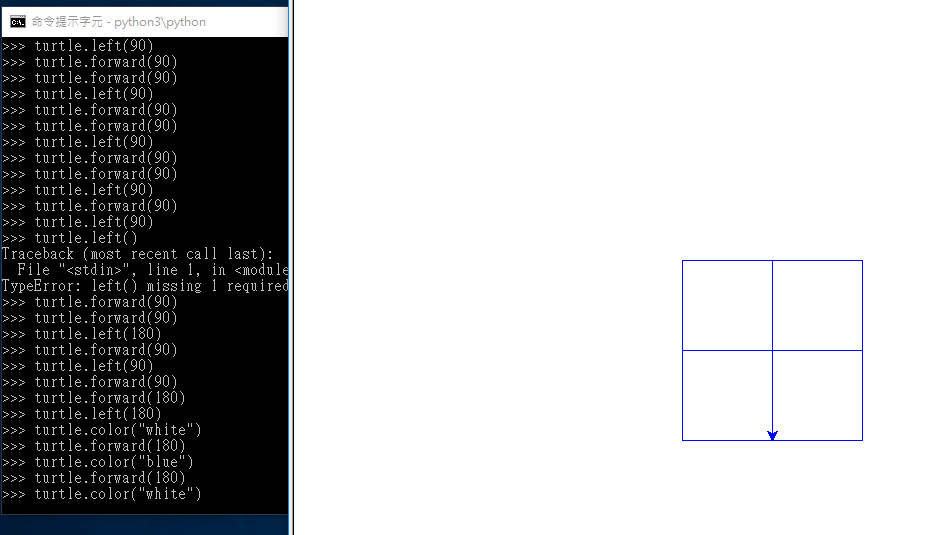 命令提示字元 - python3\python
>>> turtle.left(90)
>>> turtle.forward(90)
>>> turtle.forward(90)
>>> turtle.left(90)
>>> turtle.forward(90)
>>> turtle.forward(90)
>>> turtle.left(90)
>>> turtle.forward(90)
>>> turtle.forward(90)
>>> turtle.left(90)
>>> turtle.forward(90)
>>> turtle.left(90)
>>> turtle.left()
Traceback (most recent call last):
  File "<stdin>", line 1, in <module
TypeError: left() missing 1 required
>>> turtle.forward(90)
>>> turtle.forward(90)
>>> turtle.left(180)
>>> turtle.forward(90)
>>> turtle.left(90)
>>> turtle.forward(90)
>>> turtle.forward(180)
>>> turtle.left(180)
>>> turtle.color("white")
>>> turtle.forward(180)
>>> turtle.color("blue")
>>> turtle.forward(180)
>>> turtle.color("white")